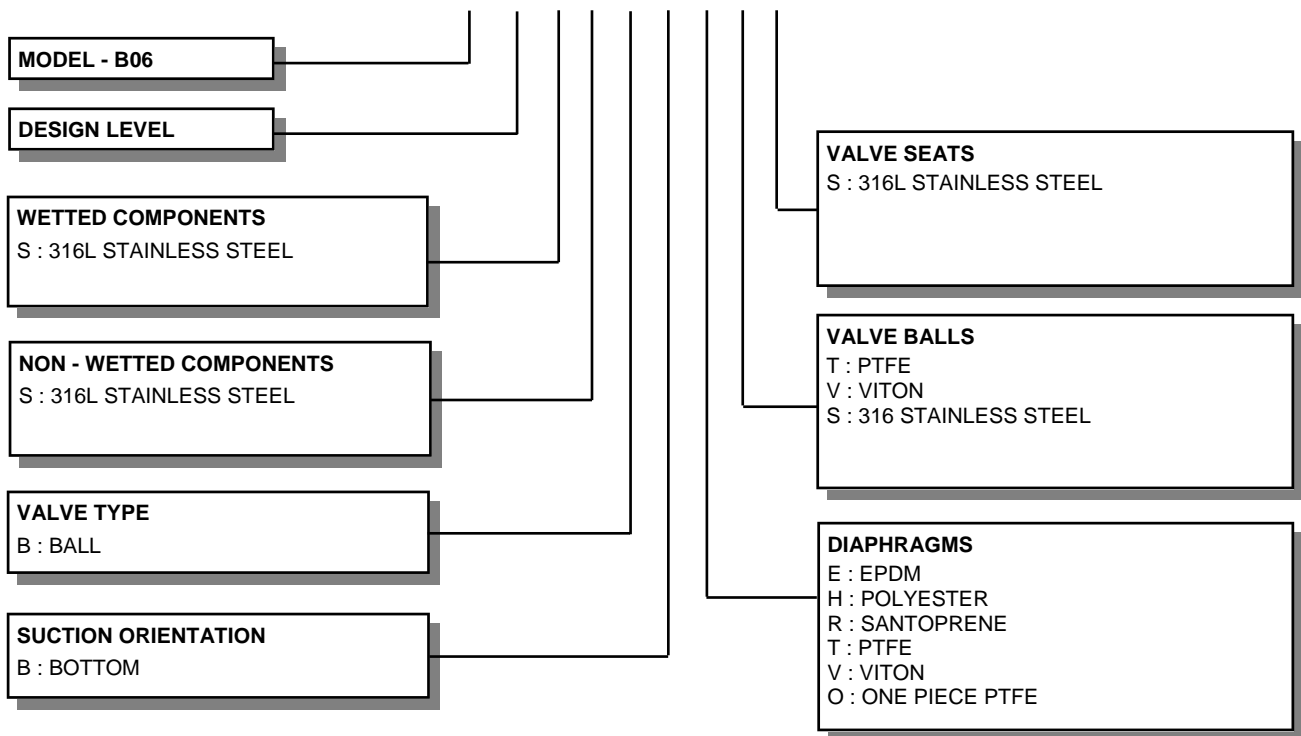 MODEL - B06
DESIGN LEVEL
WETTED COMPONENTS
S : 316L STAINLESS STEEL
NON - WETTED COMPONENTS
S : 316L STAINLESS STEEL
VALVE TYPE
B : BALL
SUCTION ORIENTATION
B : BOTTOM
VALVE SEATS
S : 316L STAINLESS STEEL
VALVE BALLS
T : PTFE
V : VITON
S : 316 STAINLESS STEEL
DIAPHRAGMS
E : EPDM
H : POLYESTER
R : SANTOPRENE
T : PTFE
V : VITON
O : ONE PIECE PTFE